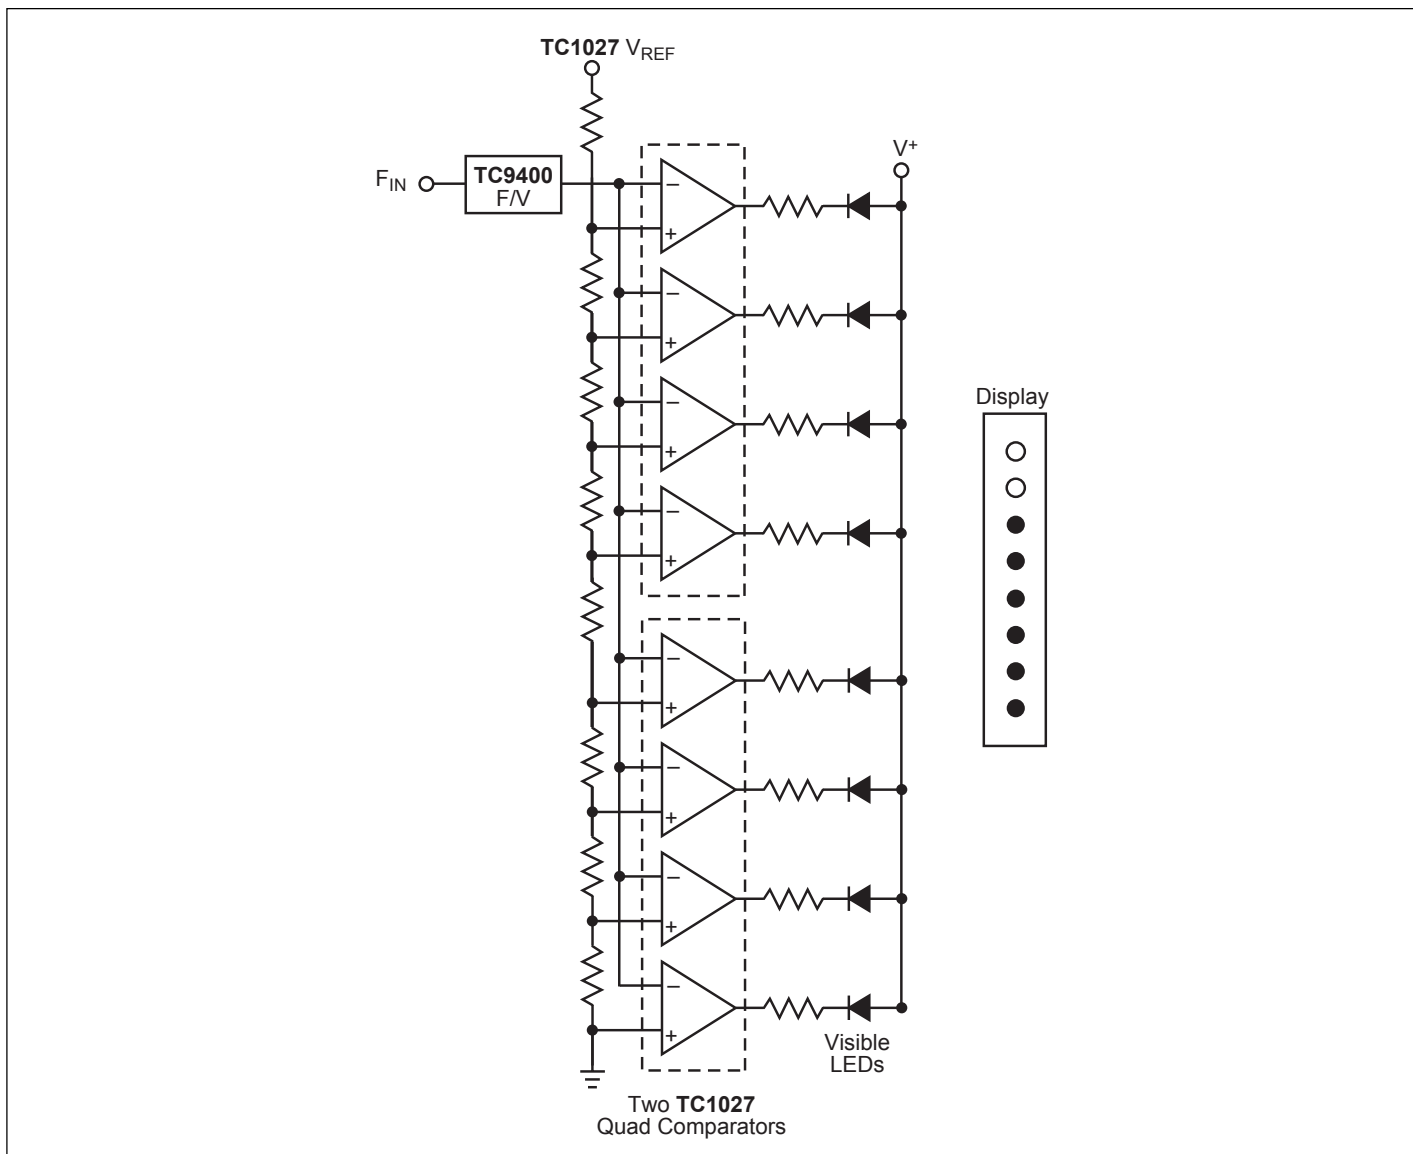 TC1027 VREF
FIN
TC9400
F/V
V+
−
+
−
+
−
+
−
+
Display
−
+
−
+
−
+
−
+
Visible
LEDs
Two TC1027
Quad Comparators